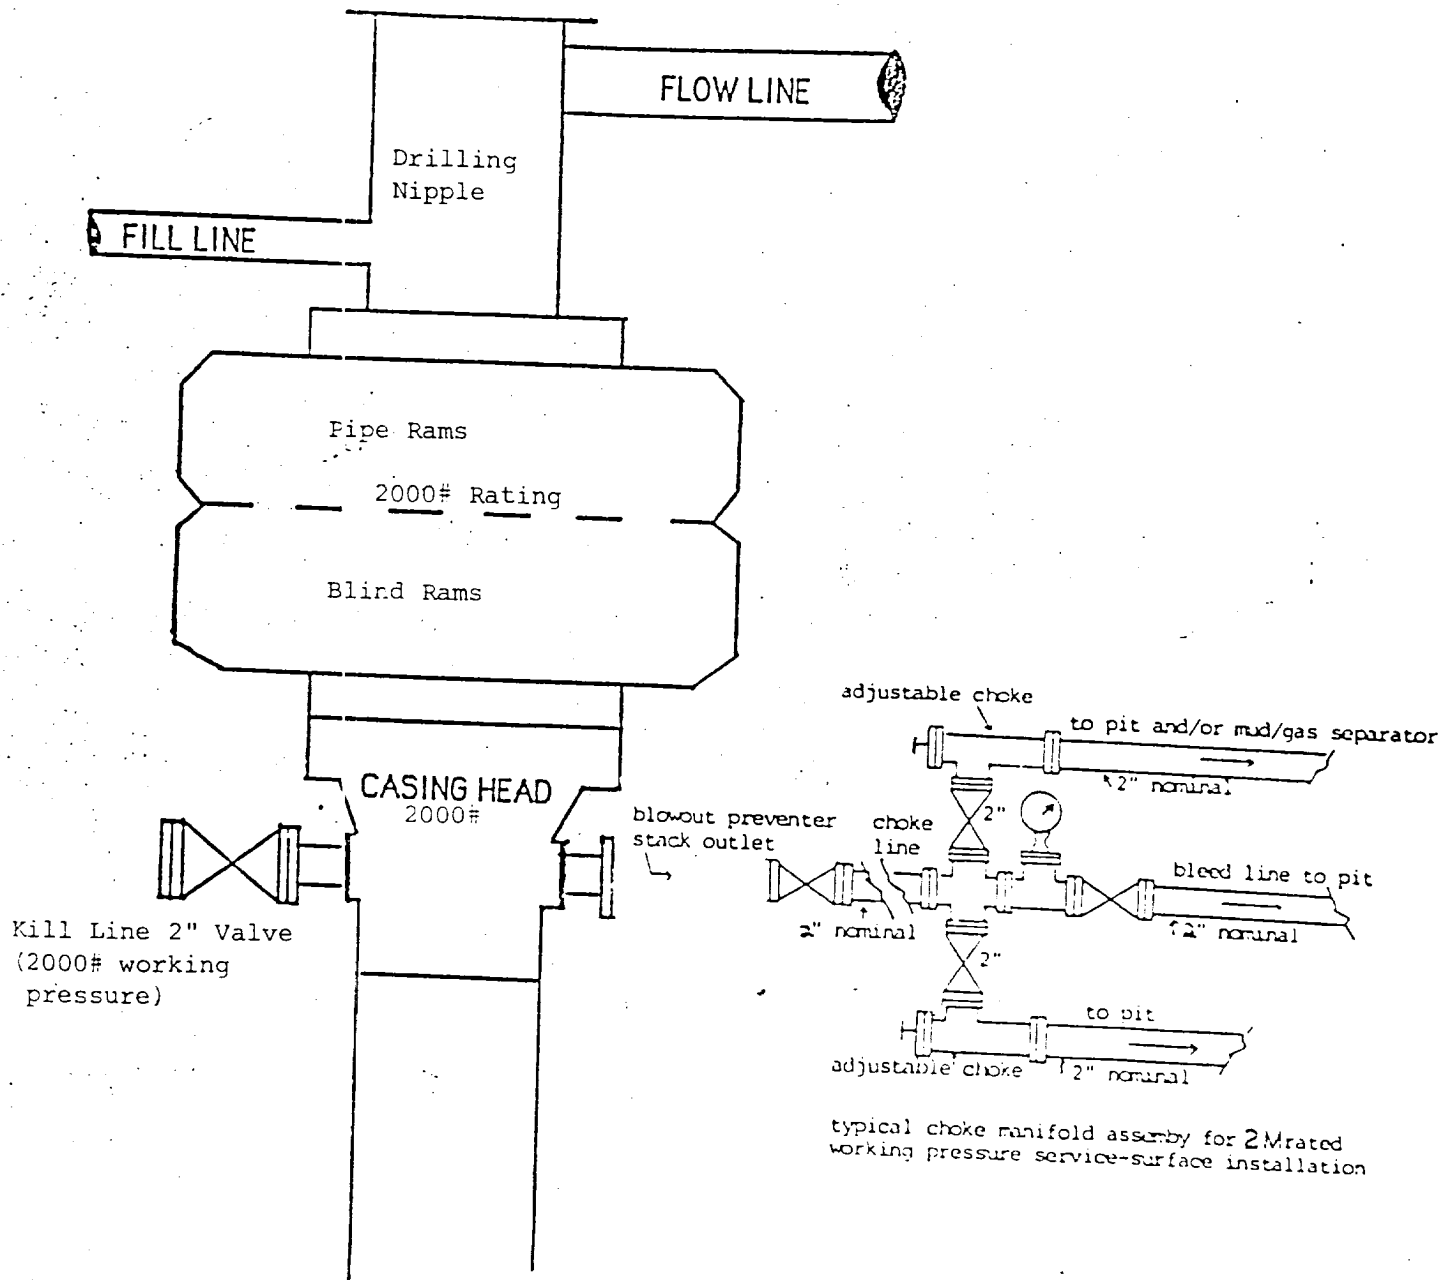 FLOW LINE
Drilling
Nipple
FILL LINE
Pipe Rams
2000# Rating
Blind Rams
CASING HEAD
2000#
Kill Line 2" Valve
(2000# working
pressure)
blowout preventer
stack outlet
choke
line
adjustable choke
to pit and/or mud/gas separator
2" nominal
2"
bleed line to pit
2" nominal
2" nominal
2"
to pit
adjustable choke
2" nominal
typical choke manifold assemby for 2 M rated
working pressure service-surface installation